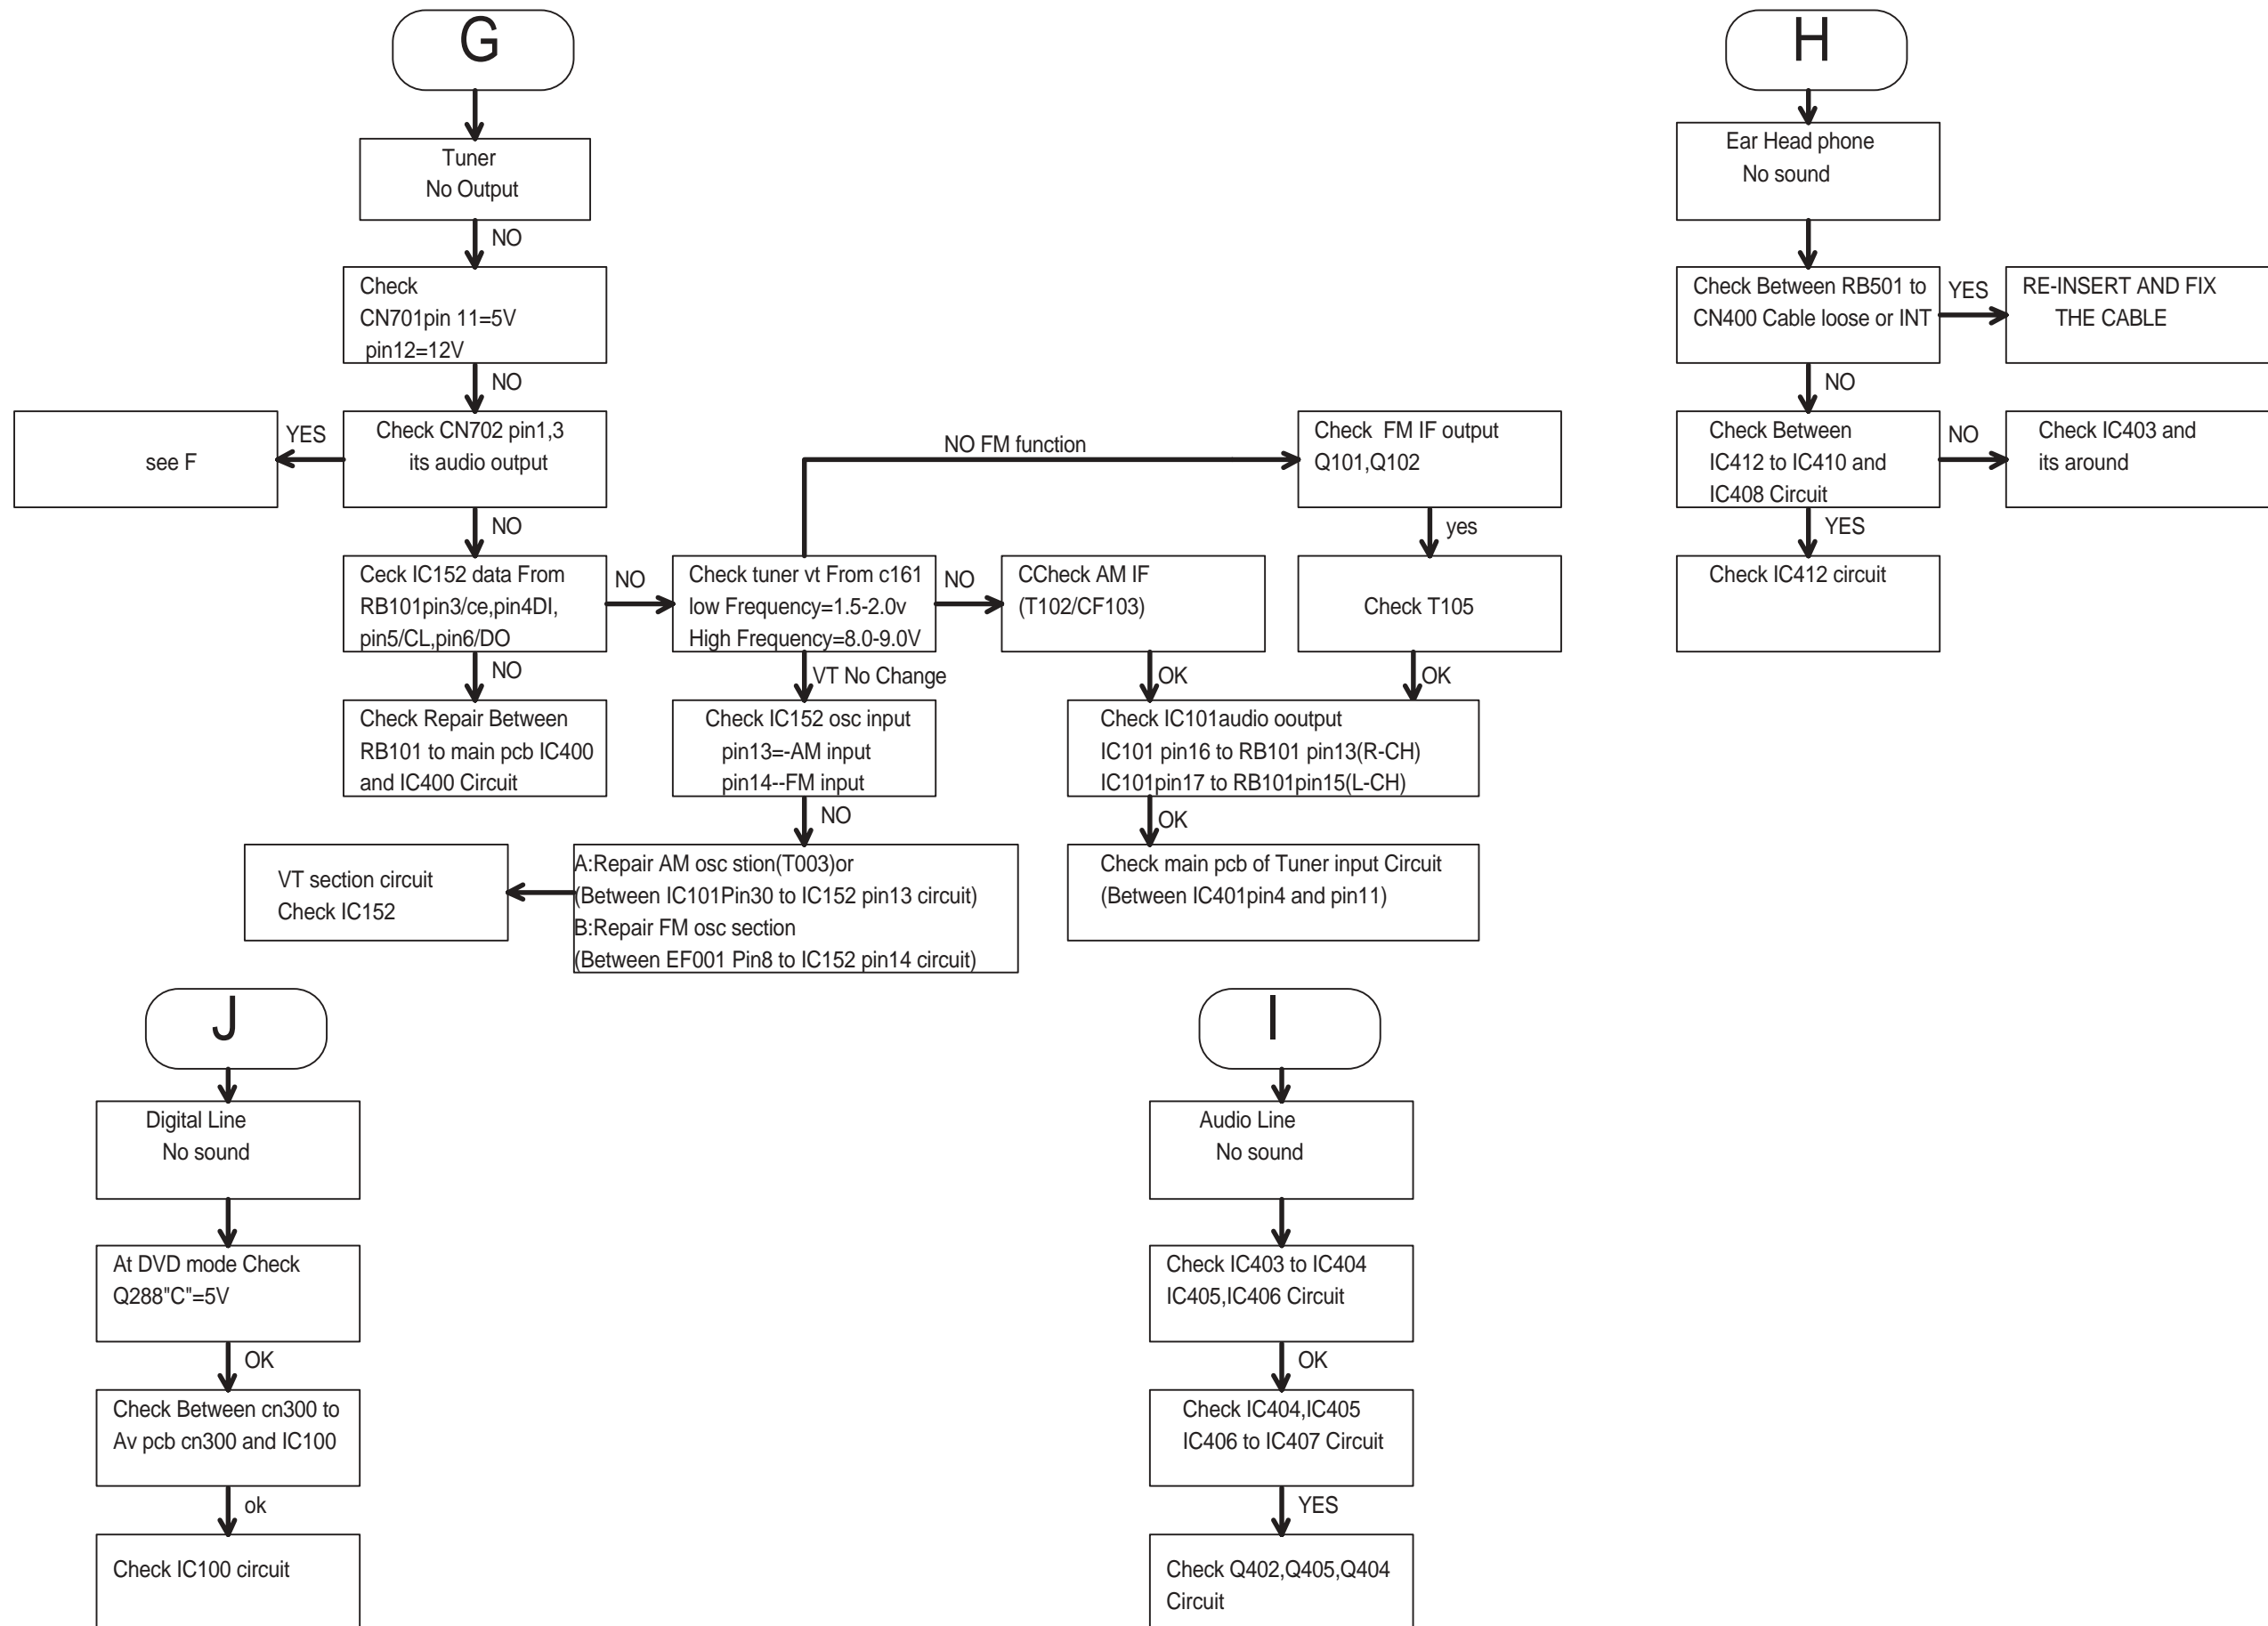 G
Tuner
No Output
NO
Check
CN701pin 11=5V
pin12=12V
NO
see F
YES
Check CN702 pin1,3
its audio output
NO
NO FM function
Check FM IF output
Q101,Q102
yes
Ceck IC152 data From
RB101pin3/ce,pin4DI,
pin5/CL,pin6/DO
NO
Check tuner vt From c161
low Frequency=1.5-2.0v
High Frequency=8.0-9.0V
NO
CCheck AM IF
(T102/CF103)
Check T105
NO
VT No Change
OK
OK
Check Repair Between
RB101 to main pcb IC400
and IC400 Circuit
Check IC152 osc input
pin13=-AM input
pin14--FM input
Check IC101audio ooutput
IC101 pin16 to RB101 pin13(R-CH)
IC101pin17 to RB101pin15(L-CH)
NO
OK
VT section circuit
Check IC152
A:Repair AM osc stion(T003)or
(Between IC101Pin30 to IC152 pin13 circuit)
B:Repair FM osc section
(Between EF001 Pin8 to IC152 pin14 circuit)
Check main pcb of Tuner input Circuit
(Between IC401pin4 and pin11)
H
Ear Head phone
No sound
Check Between RB501 to
CN400 Cable loose or INT
YES
RE-INSERT AND FIX
THE CABLE
NO
Check Between
IC412 to IC410 and
IC408 Circuit
NO
Check IC403 and
its around
YES
Check IC412 circuit
J
Digital Line
No sound
At DVD mode Check
Q288"C"=5V
OK
Check Between cn300 to
Av pcb cn300 and IC100
ok
Check IC100 circuit
I
Audio Line
No sound
Check IC403 to IC404
IC405,IC406 Circuit
OK
Check IC404,IC405
IC406 to IC407 Circuit
YES
Check Q402,Q405,Q404
Circuit